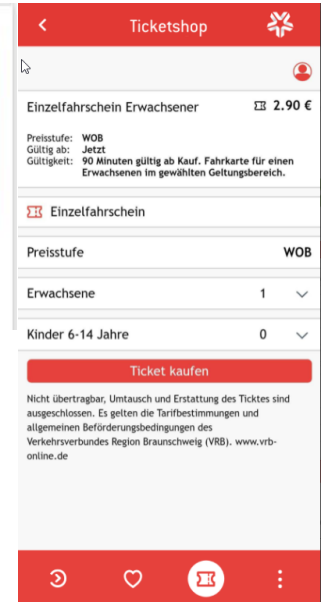 Ticketshop
Einzelfahrschein Erwachsener 2.90 €
Preisstufe: WOB
Gültig ab: Jetzt
Gültigkeit: 90 Minuten gültig ab Kauf. Fahrkarte für einen
Erwachsenen im gewählten Geltungsbereich.
Einzelfahrschein
Preisstufe WOB
Erwachsene 1
Kinder 6-14 Jahre 0
Ticket kaufen
Nicht übertragbar, Umtausch und Erstattung des Ticktes sind
ausgeschlossen. Es gelten die Tarifbestimmungen und
allgemeinen Beförderungsbedingungen des
Verkehrsverbundes Region Braunschweig (VRB). www.vrb-
online.de